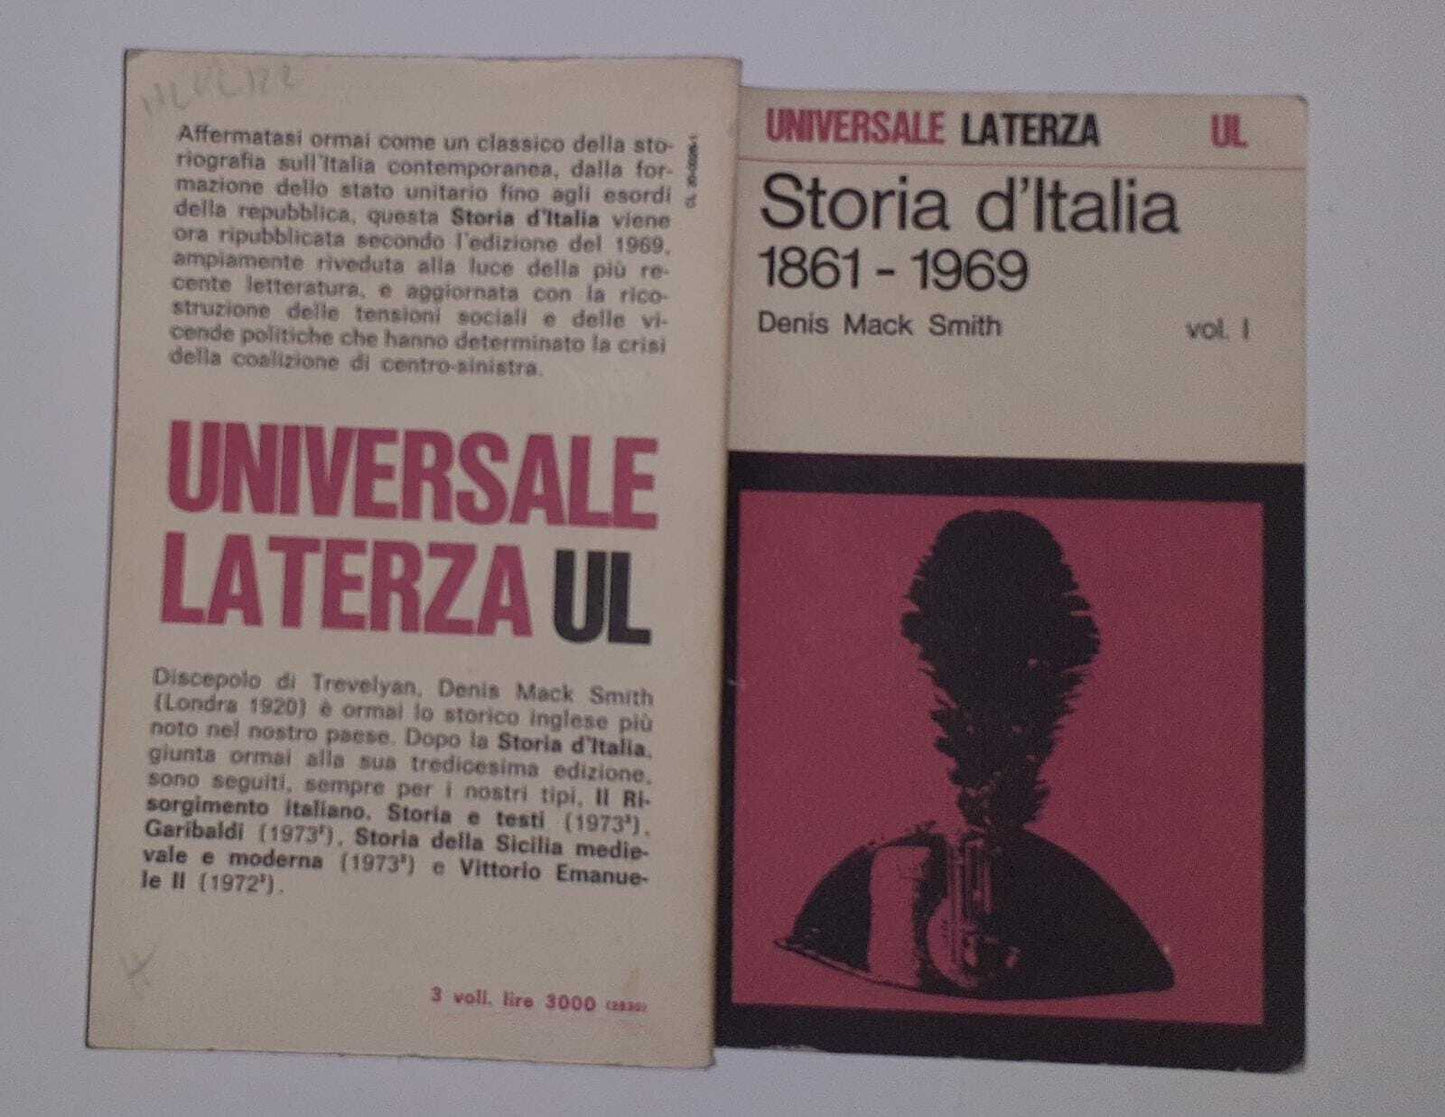 Affermatasi ormai come un classico della sto-
riografia sull'Italia contemporanea, dalla for-
mazione dello stato unitario fino agli esordi
della repubblica, questa Storia d'Italia viene
ora ripubblicata secondo l'edizione del 1969,
ampiamente riveduta alla luce della più re-
cente letteratura, e aggiornata con la rico-
struzione delle tensioni sociali e delle vi-
cende politiche che hanno determinato la crisi
della coalizione di centro-sinistra.
UNIVERSALE
LATERZA UL
Discepolo di Trevelyan, Denis Mack Smith
(Londra 1920) è ormai lo storico inglese più
noto nel nostro paese. Dopo la Storia d'Italia,
giunta ormai alla sua tredicesima edizione,
sono seguiti, sempre per i nostri tipi, Il Ri-
sorgimento italiano. Storia e testi (1973²),
Garibaldi (1973²), Storia della Sicilia medie-
vale e moderna (1973³) e Vittorio Emanue-
le II (1972²).
3 voll. lire 3000 (2830)
UNIVERSALE LATERZA UL
Storia d'Italia
1861 - 1969
Denis Mack Smith vol. I